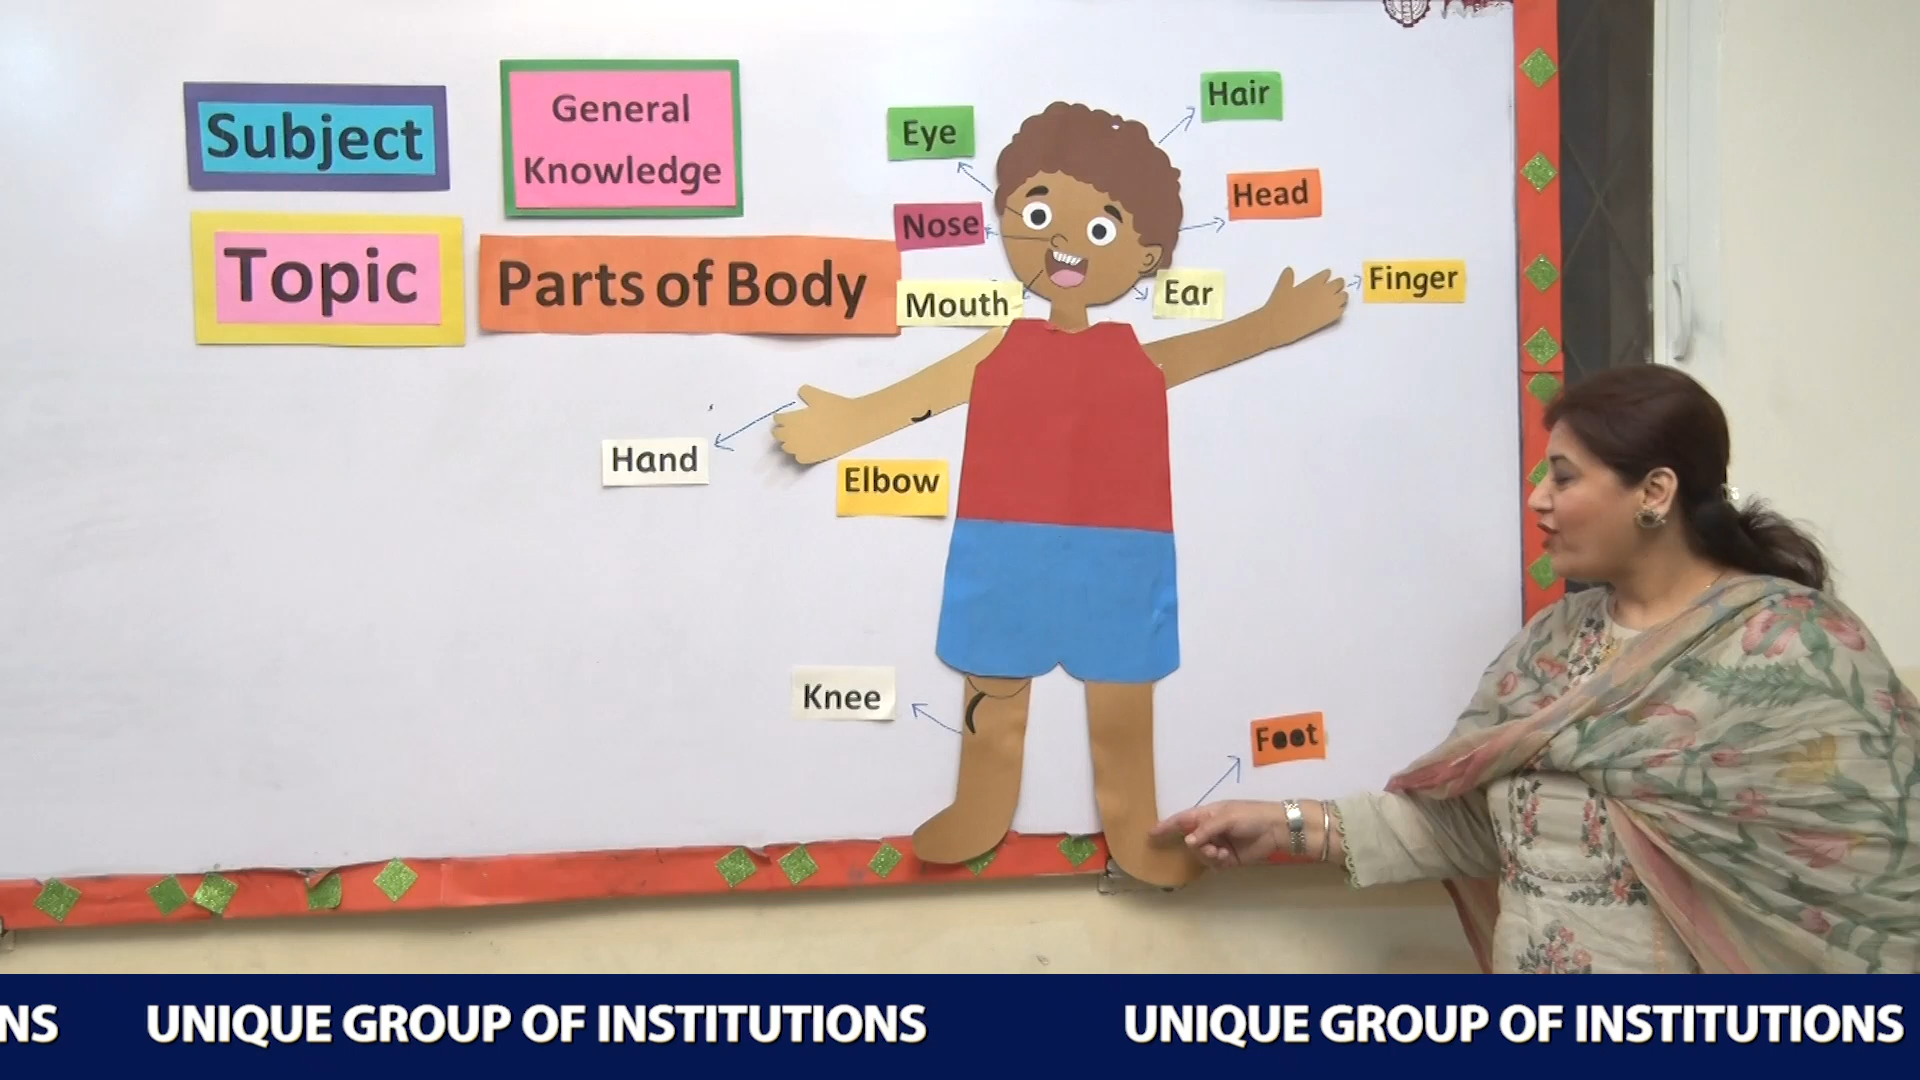 Subject
General
Knowledge
Topic
Parts of Body
Eye
Hair
Nose
Head
Mouth
Ear
Finger
Hand
Elbow
Knee
Foot
NS
UNIQUE GROUP OF INSTITUTIONS
UNIQUE GROUP OF INSTITUTIONS